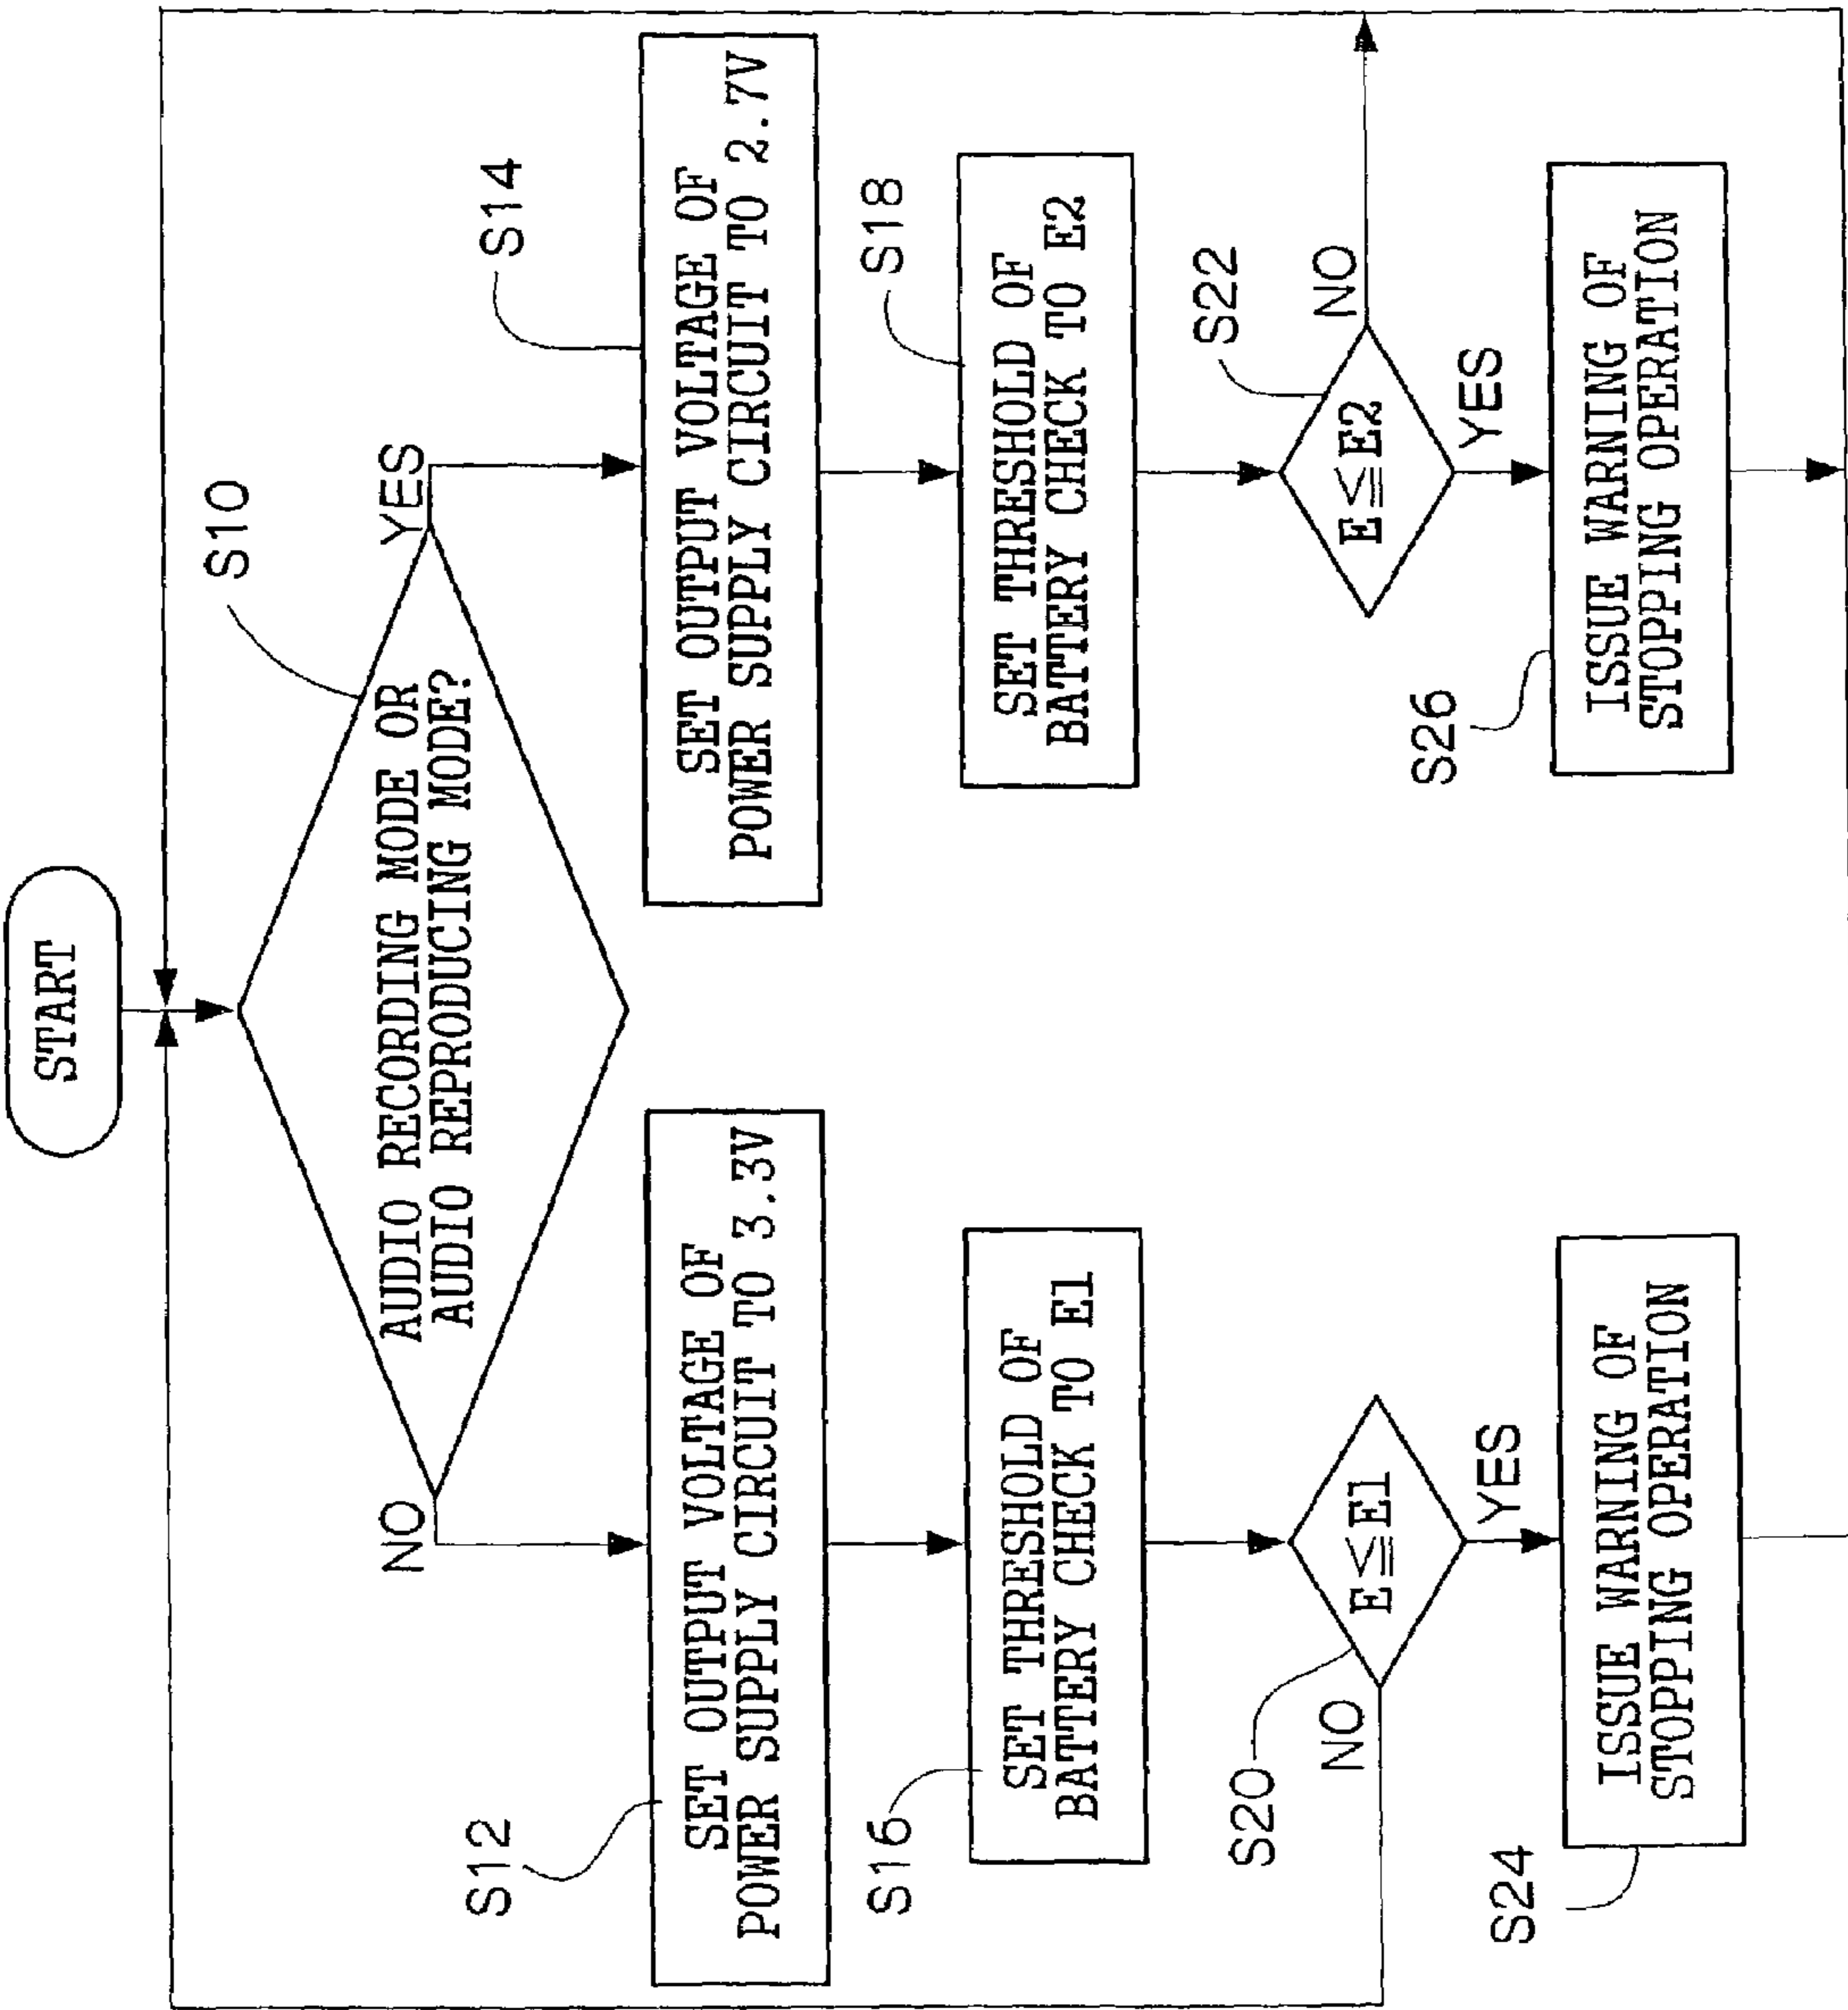 START
S10
AUDIO RECORDING MODE OR
AUDIO REPRODUCING MODE?
NO
YES
S12
SET OUTPUT VOLTAGE OF
POWER SUPPLY CIRCUIT TO 3.3V
S14
SET OUTPUT VOLTAGE OF
POWER SUPPLY CIRCUIT TO 2.7V
S16
SET THRESHOLD OF
BATTERY CHECK TO E1
S18
SET THRESHOLD OF
BATTERY CHECK TO E2
S20
E≦E1
NO
YES
S22
E≦E2
NO
YES
S24
ISSUE WARNING OF
STOPPING OPERATION
S26
ISSUE WARNING OF
STOPPING OPERATION